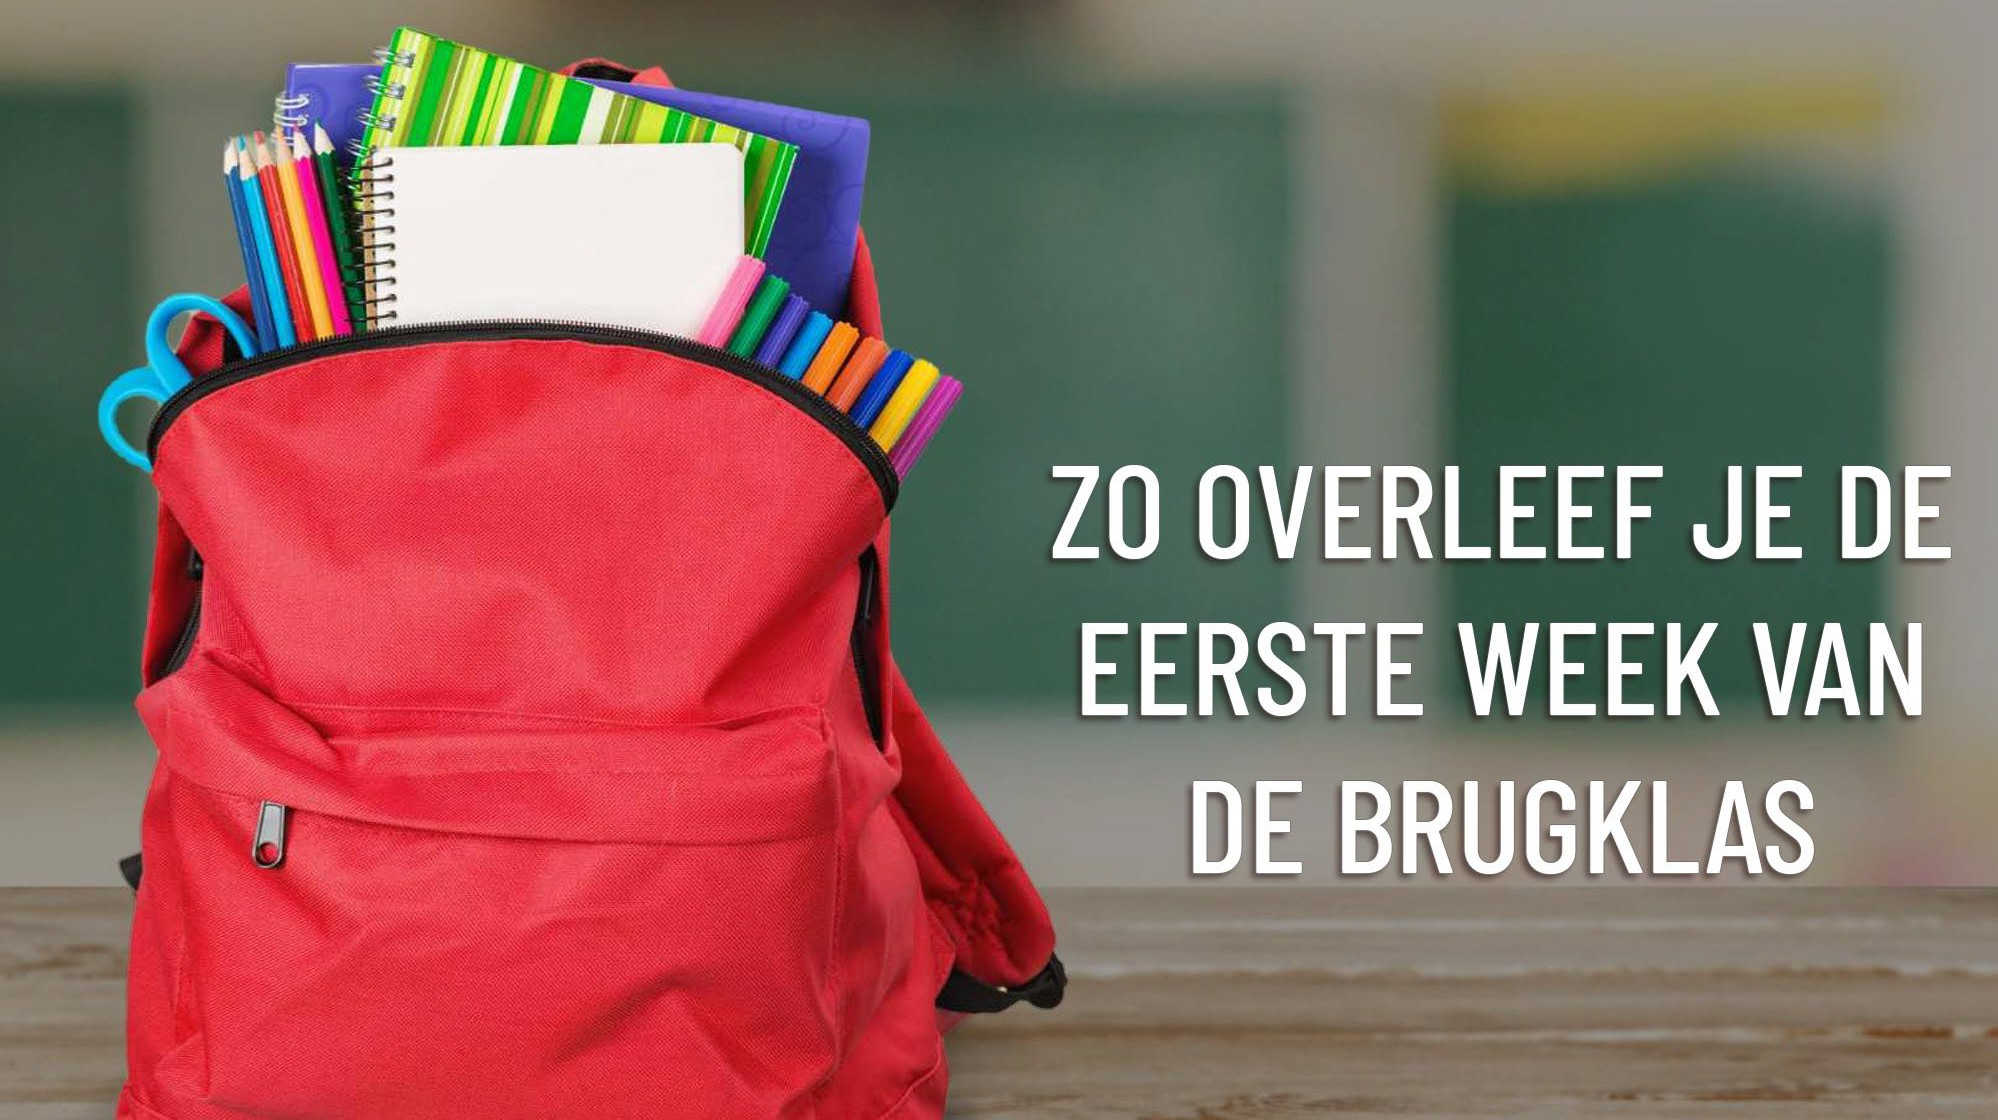 ZO OVERLEEF JE DE
EERSTE WEEK VAN
DE BRUGKLAS